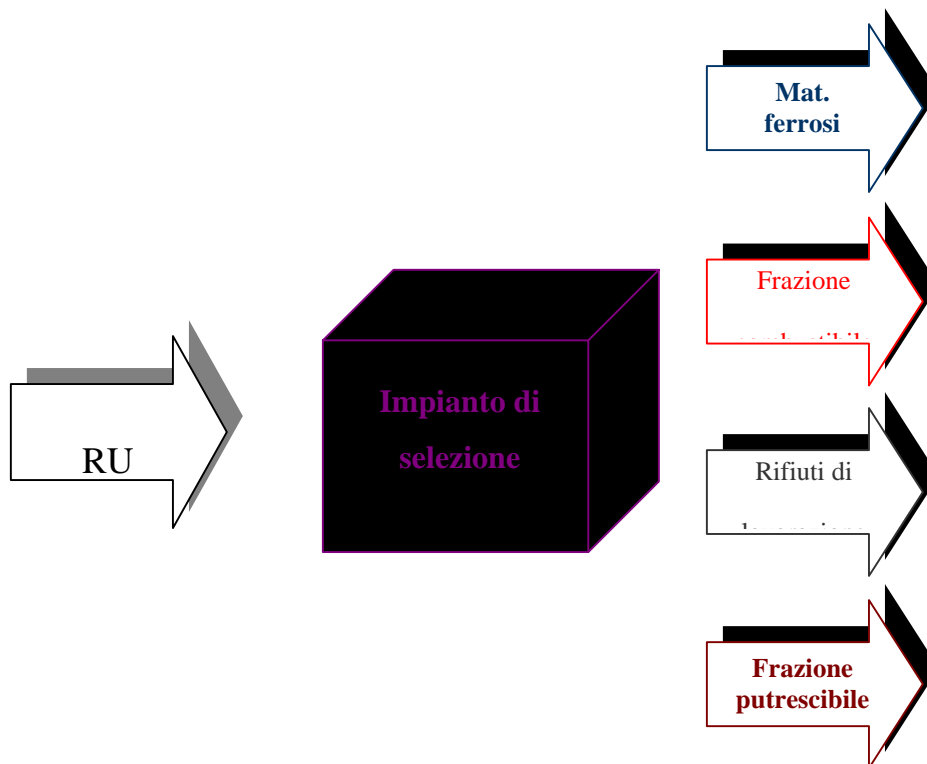 Mat.
ferrosi
Frazione
RU
Impianto di
selezione
Rifiuti di
Frazione
putrescibile